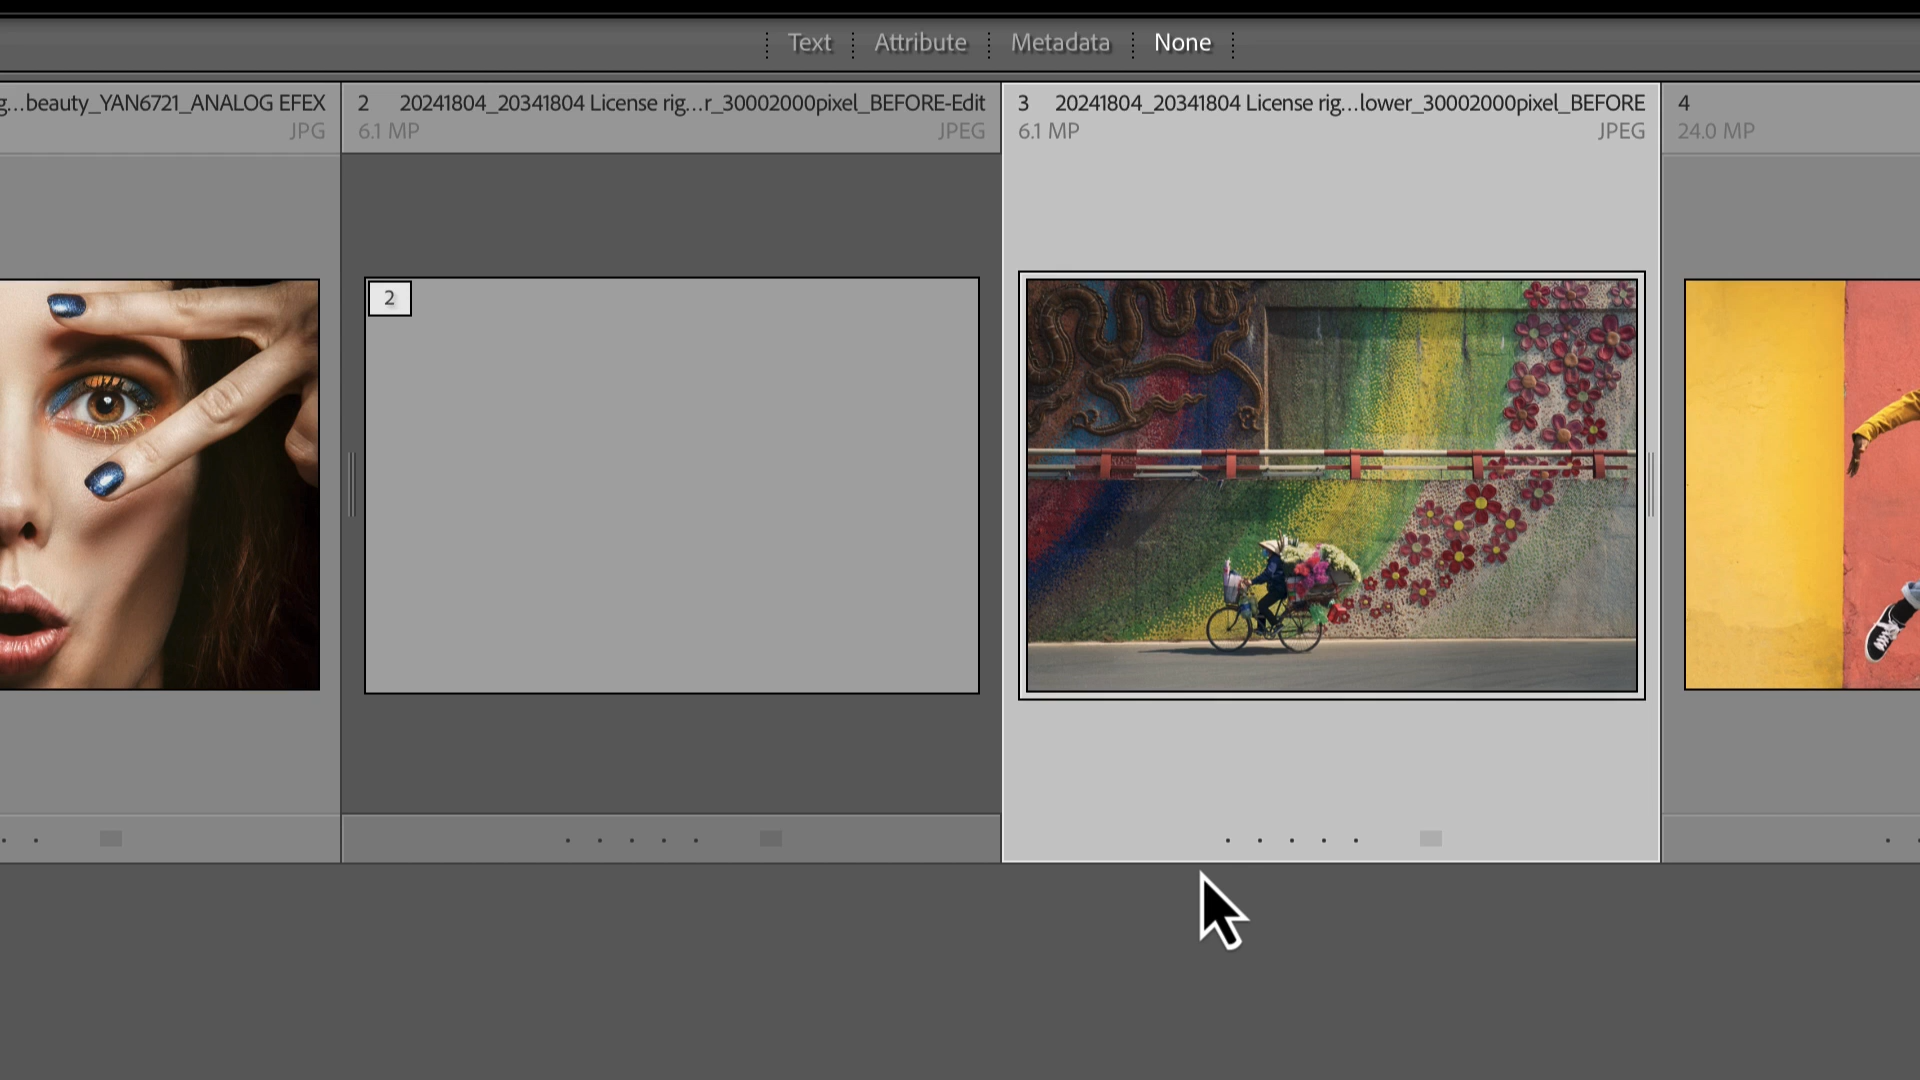 Text Attribute Metadata None
g...beauty_YAN6721_ANALOG EFEX
JPG
2 20241804_20341804 License rig...r_30002000pixel_BEFORE-Edit
6.1 MP JPEG
3 20241804_20341804 License rig...lower_30002000pixel_BEFORE
6.1 MP JPEG
4
24.0 MP
2